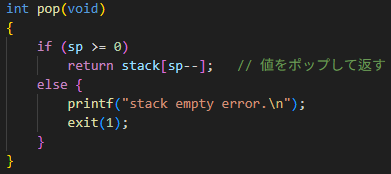 int pop(void)
{
    if (sp >= 0)
        return stack[sp--];   // 値をポップして返す
    else {
        printf("stack empty error.\n");
        exit(1);
    }
}